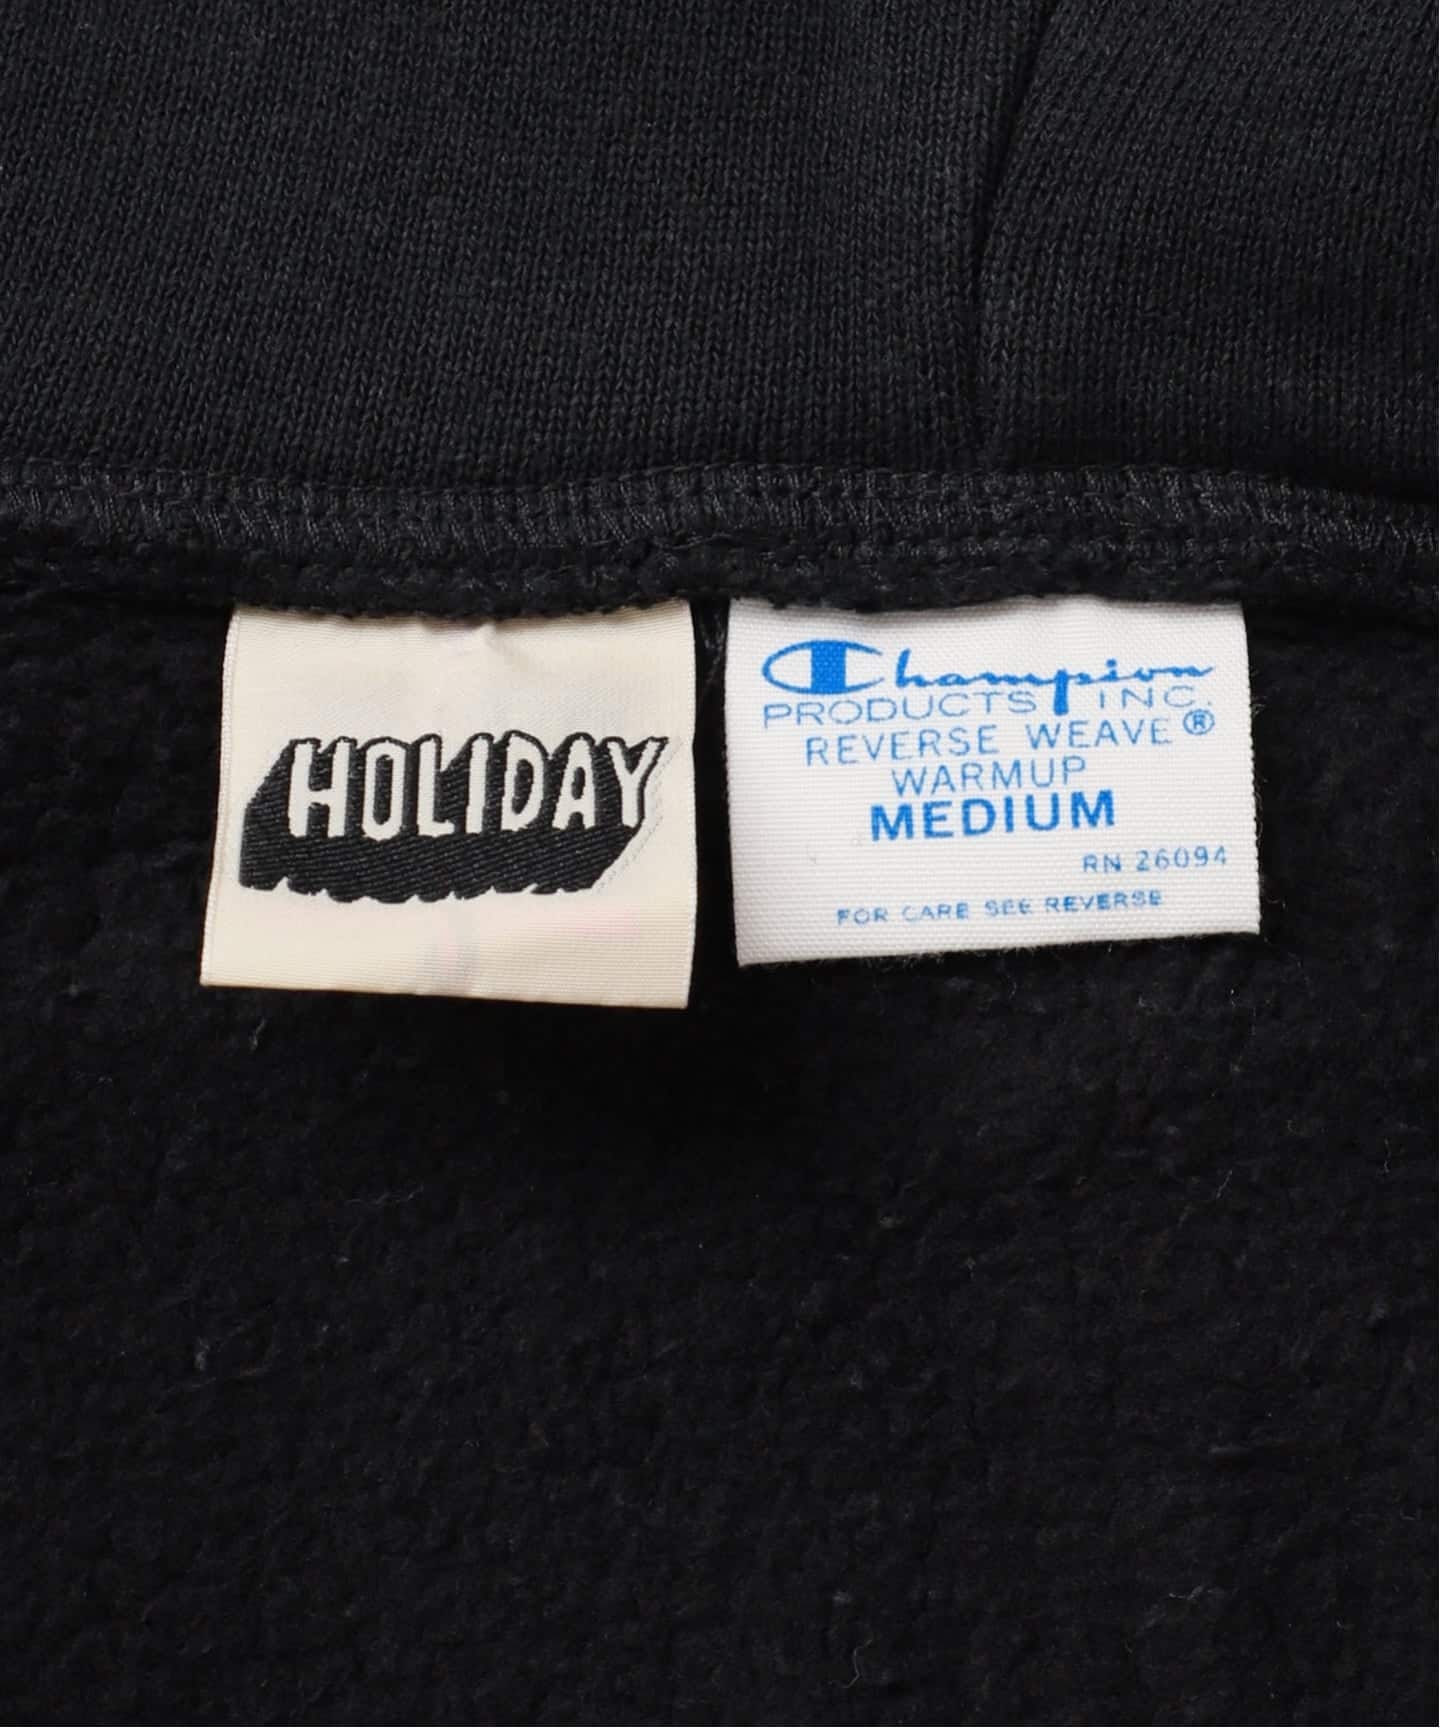 HOLIDAY
Champion
PRODUCTS INC.
REVERSE WEAVE®
WARMUP
MEDIUM
RN 26094
FOR CARE SEE REVERSE